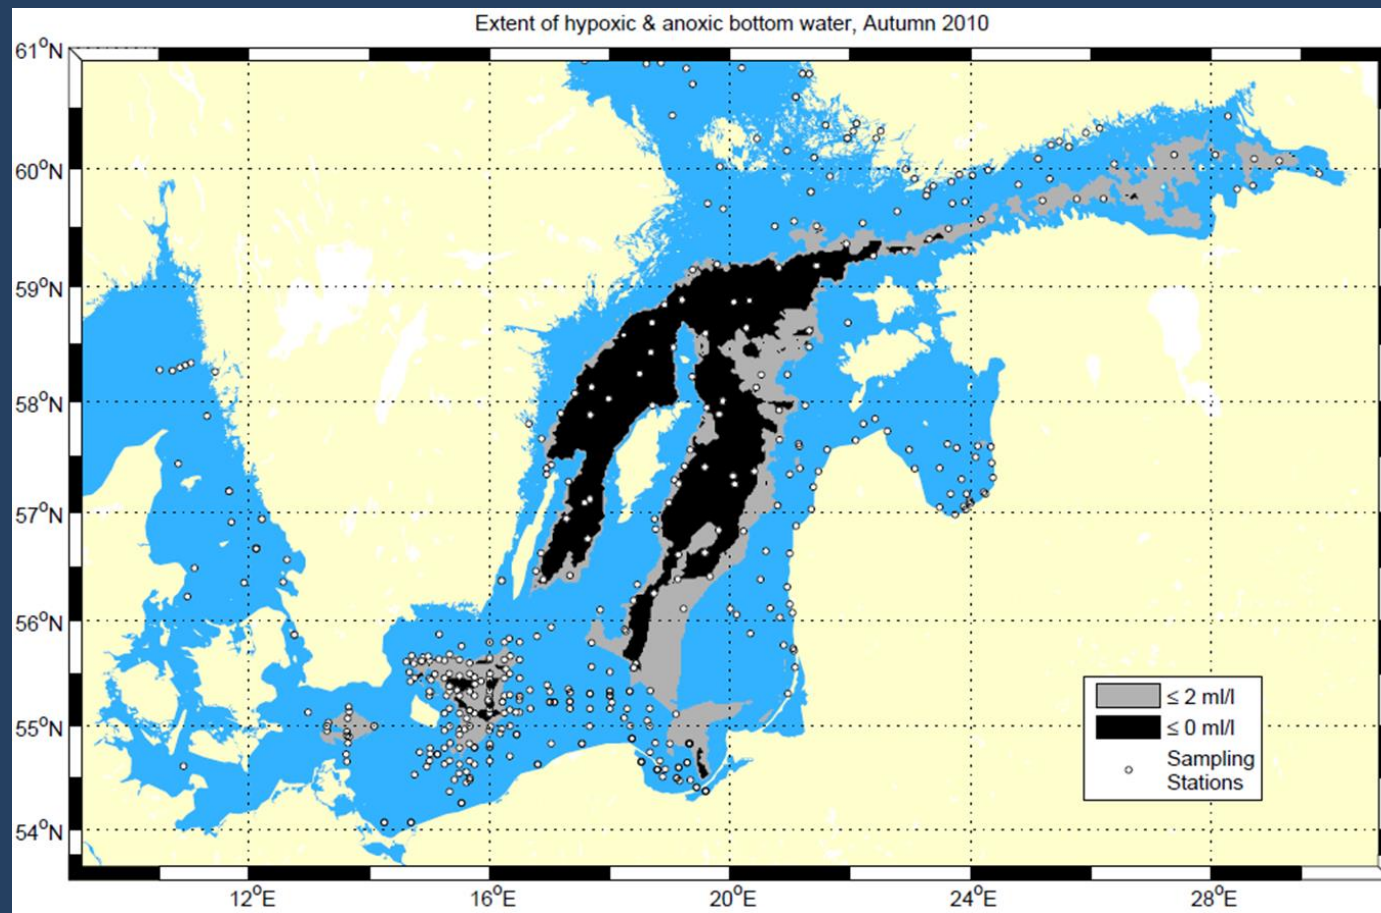 Extent of hypoxic & anoxic bottom water, Autumn 2010
61°N
60°N
59°N
58°N
57°N
56°N
55°N
54°N
≤ 2 ml/l
≤ 0 ml/l
Sampling
Stations
12°E
16°E
20°E
24°E
28°E